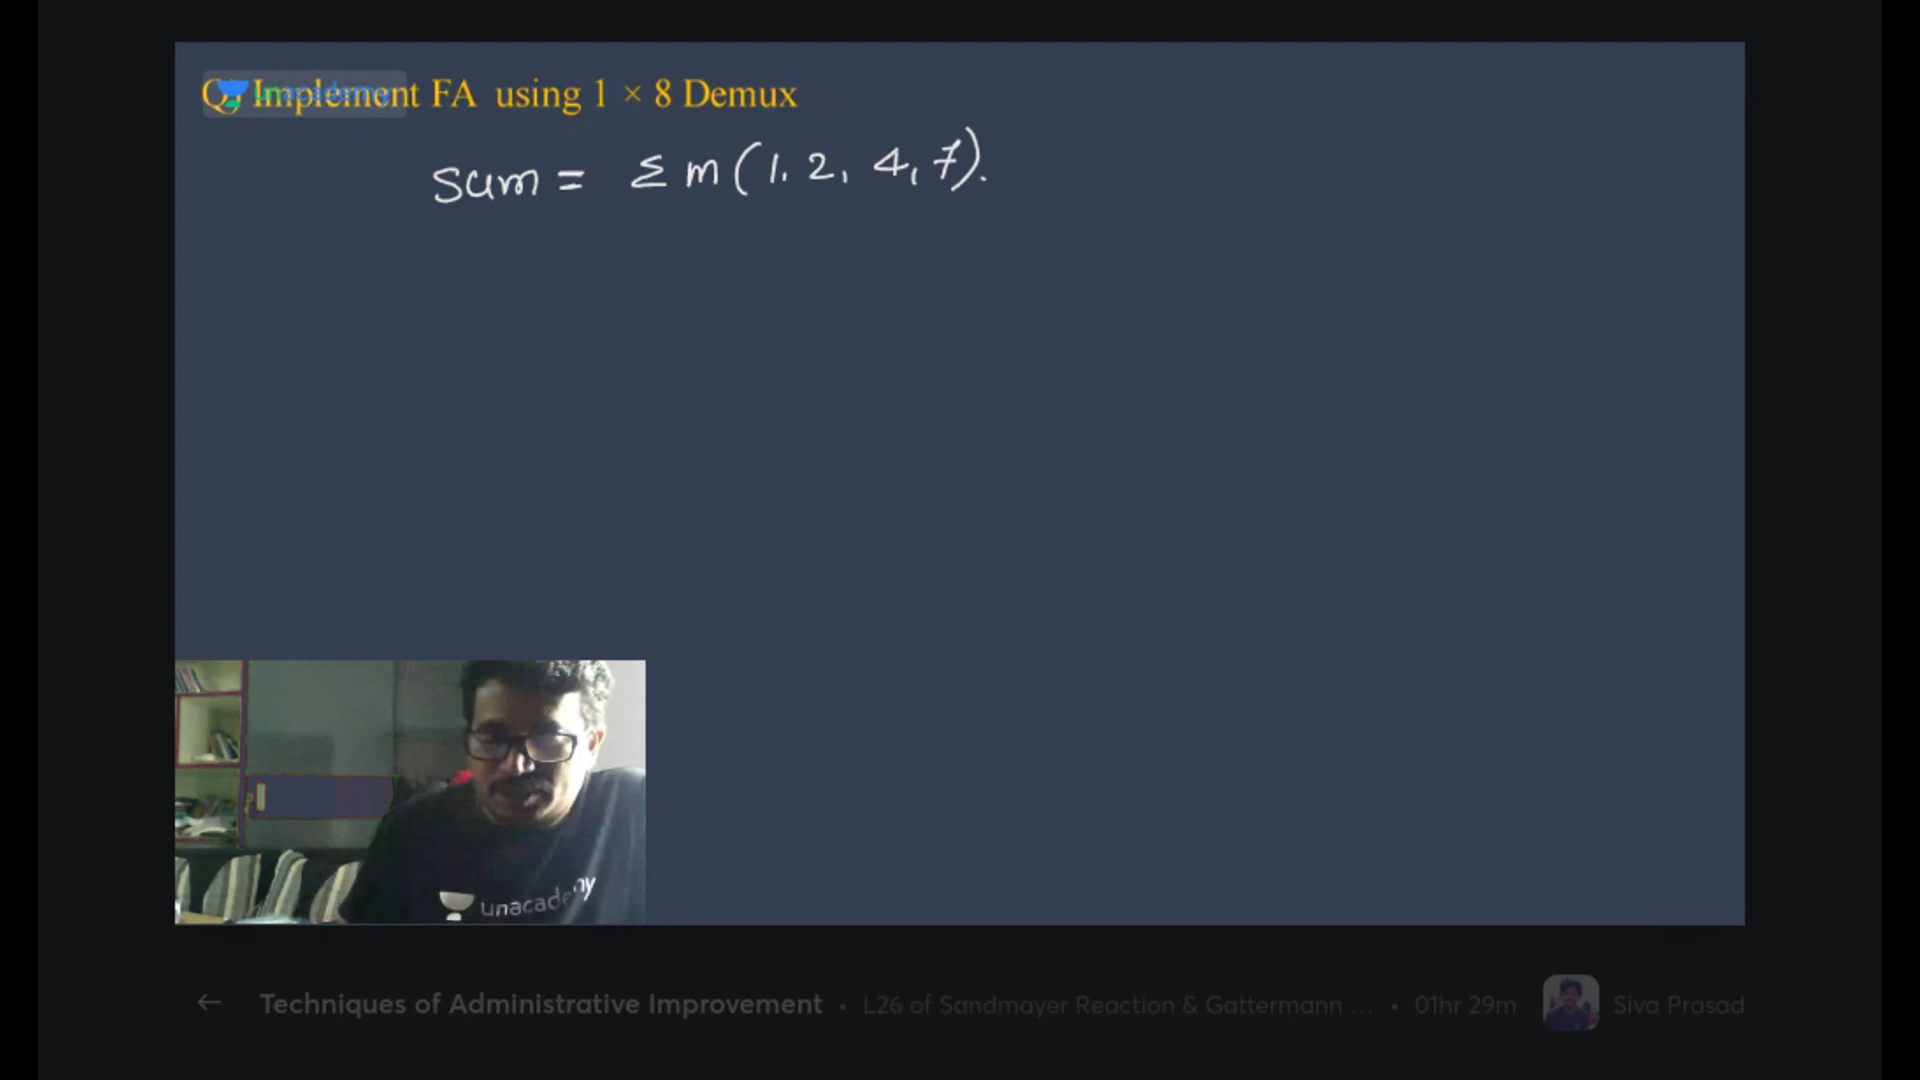 Q) Implement FA using 1 × 8 Demux
unacademy
sum = Σ m (1, 2, 4, 7).
unacademy
Techniques of Administrative Improvement • L26 of Sandmayer Reaction & Gattermann ... • 01hr 29m Siva Prasad